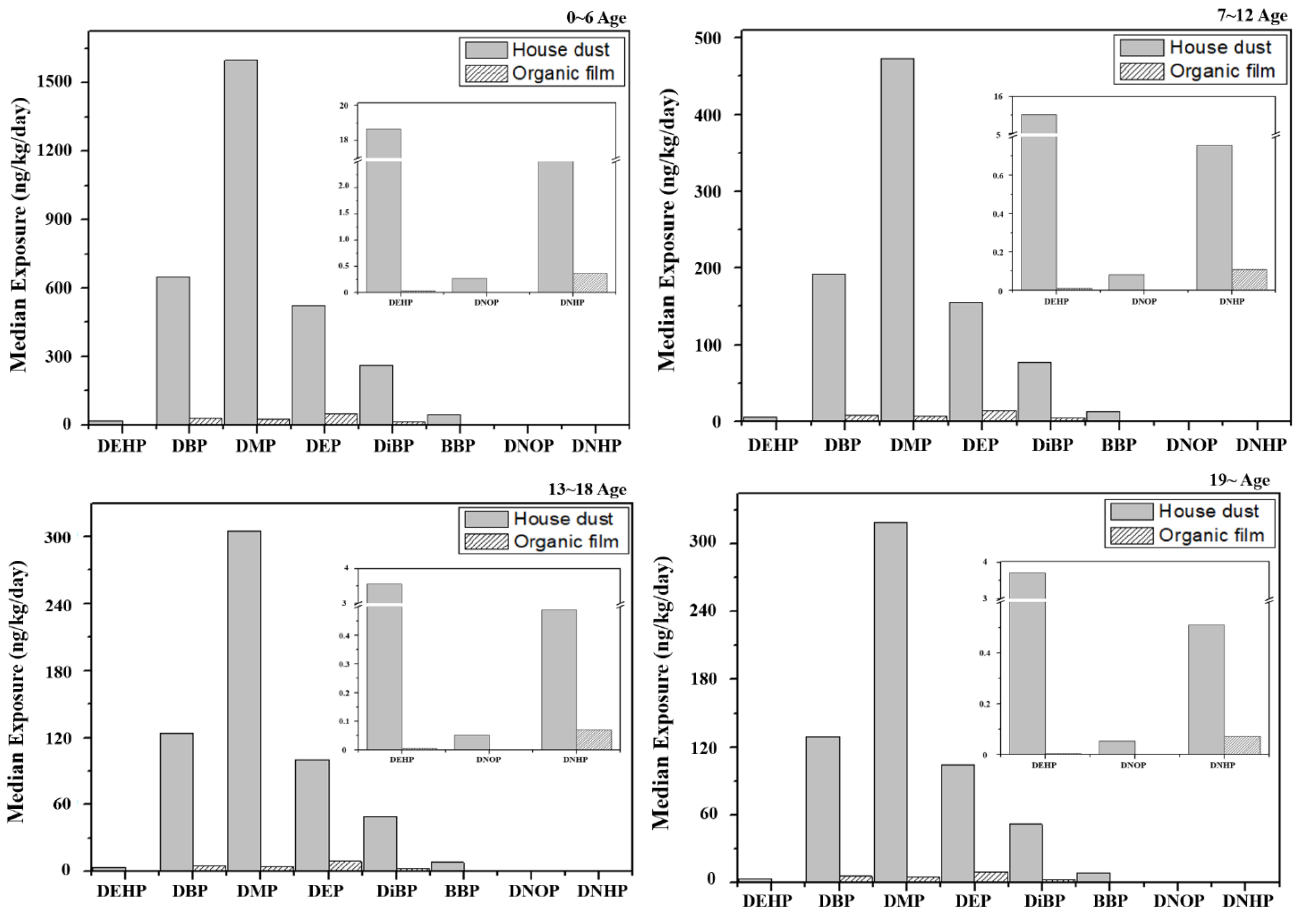 0~6 Age
House dust
Organic film
Median Exposure (ng/kg/day)
1500
1200
900
600
300
0
20
18
2.0
1.5
1.0
0.5
0
DEHP DNOP DNHP
DEHP DBP DMP DEP DiBP BBP DNOP DNHP
7~12 Age
House dust
Organic film
Median Exposure (ng/kg/day)
500
400
300
200
100
0
16
5
0.6
0.4
0.2
0
DEHP DNOP DNHP
DEHP DBP DMP DEP DiBP BBP DNOP DNHP
13~18 Age
House dust
Organic film
Median Exposure (ng/kg/day)
300
240
180
120
60
0
4
3
0.4
0.3
0.2
0.1
0
DEHP DNOP DNHP
DEHP DBP DMP DEP DiBP BBP DNOP DNHP
19~ Age
House dust
Organic film
Median Exposure (ng/kg/day)
300
240
180
120
60
0
4
3
0.4
0.2
0
DEHP DNOP DNHP
DEHP DBP DMP DEP DiBP BBP DNOP DNHP